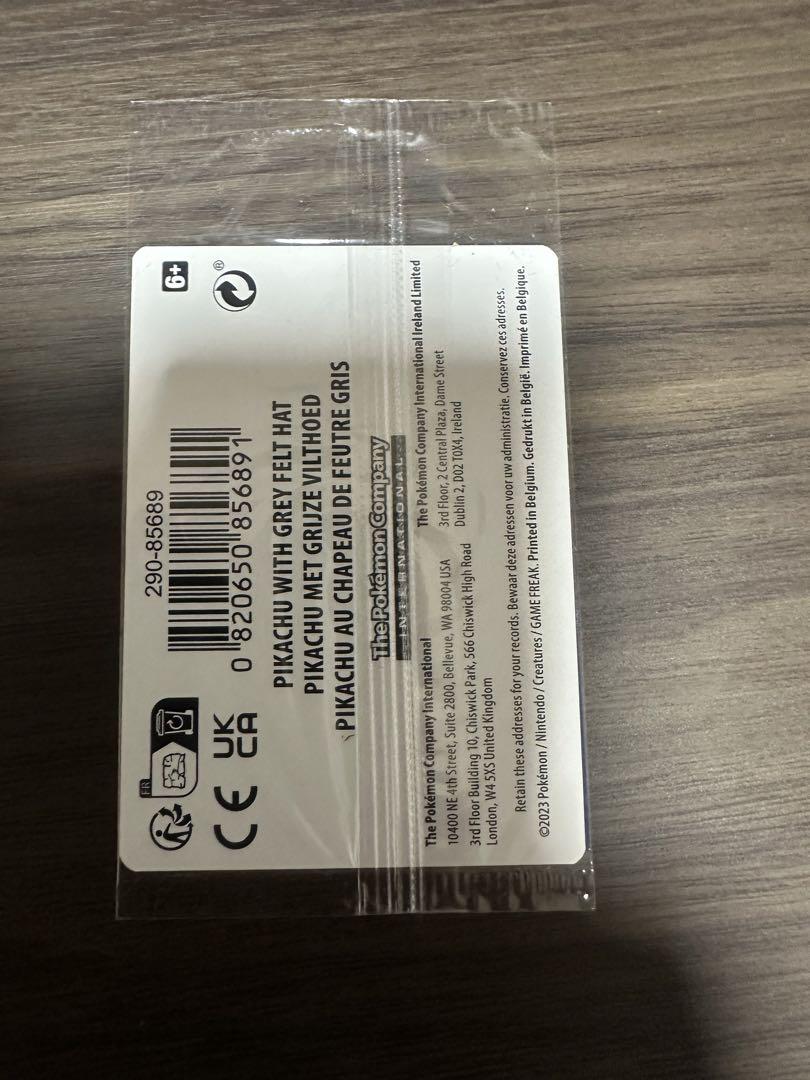 6+
®
290-85689
0 820650 856891
FR
CE
UK
CA
PIKACHU WITH GREY FELT HAT
PIKACHU MET GRIJZE VILTHOED
PIKACHU AU CHAPEAU DE FEUTRE GRIS
The Pokémon Company
INTERNATIONAL
The Pokémon Company International
10400 NE 4th Street, Suite 2800, Bellevue, WA 98004 USA
3rd Floor Building 10, Chiswick Park, 566 Chiswick High Road
London, W4 5XS United Kingdom
The Pokémon Company International Ireland Limited
3rd Floor, 2 Central Plaza, Dame Street
Dublin 2, D02 T0X4, Ireland
Retain these addresses for your records. Bewaar deze adressen voor uw administratie. Conservez ces adresses.
©2023 Pokémon / Nintendo / Creatures / GAME FREAK. Printed in Belgium. Gedrukt in België. Imprimé en Belgique.